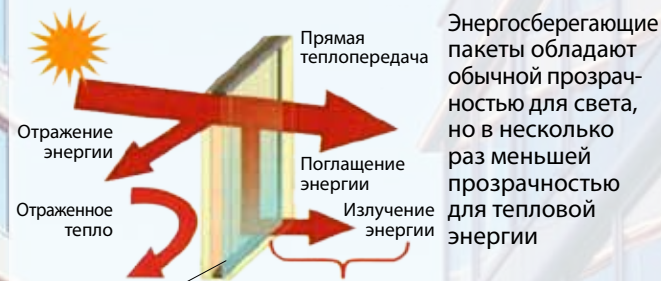 Прямая
теплопередача
Отражение
энергии
Поглащение
энергии
Отраженное
тепло
Излучение
энергии
Энергосберегающие
пакеты обладают
обычной прозрач-
ностью для света,
но в несколько
раз меньшей
прозрачностью
для тепловой
энергии